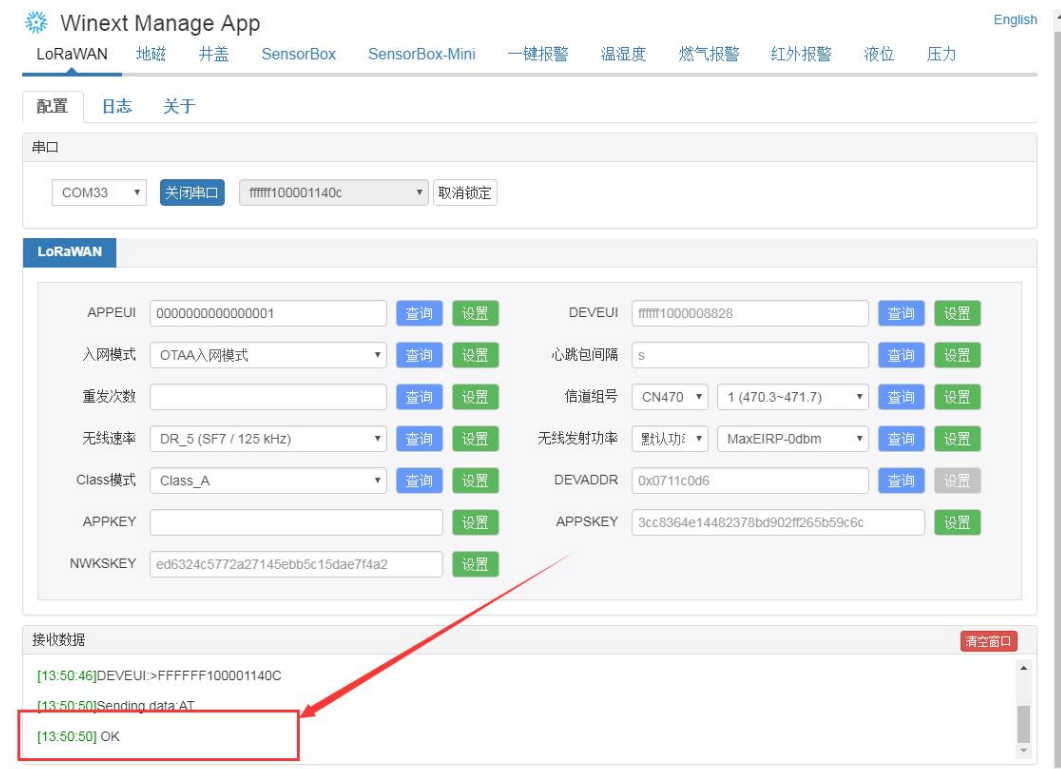 English
Winext Manage App
LoRaWAN 地磁 井盖 SensorBox SensorBox-Mini 一键报警 温湿度 燃气报警 红外报警 液位 压力
配置 日志 关于
串口
COM33 关闭串口 ffffff100001140c 取消锁定
LoRaWAN
APPEUI 0000000000000001 查询 设置 DEVEUI ffffff1000008828 查询 设置
入网模式 OTAA入网模式 查询 设置 心跳包间隔 s 查询 设置
重发次数 查询 设置 信道组号 CN470 1 (470.3~471.7) 查询 设置
无线速率 DR_5 (SF7 / 125 kHz) 查询 设置 无线发射功率 默认功 MaxEIRP-0dbm 查询 设置
Class模式 Class_A 查询 设置 DEVADDR 0x0711c0d6 查询 设置
APPKEY 设置 APPSKEY 3cc8364e14482378bd902ff265b59c6c 设置
NWKSKEY ed6324c5772a27145ebb5c15dae7f4a2 设置
接收数据 清空窗口
[13:50:46]DEVEUI:>FFFFFF100001140C
[13:50:50]Sending data:AT
[13:50:50] OK